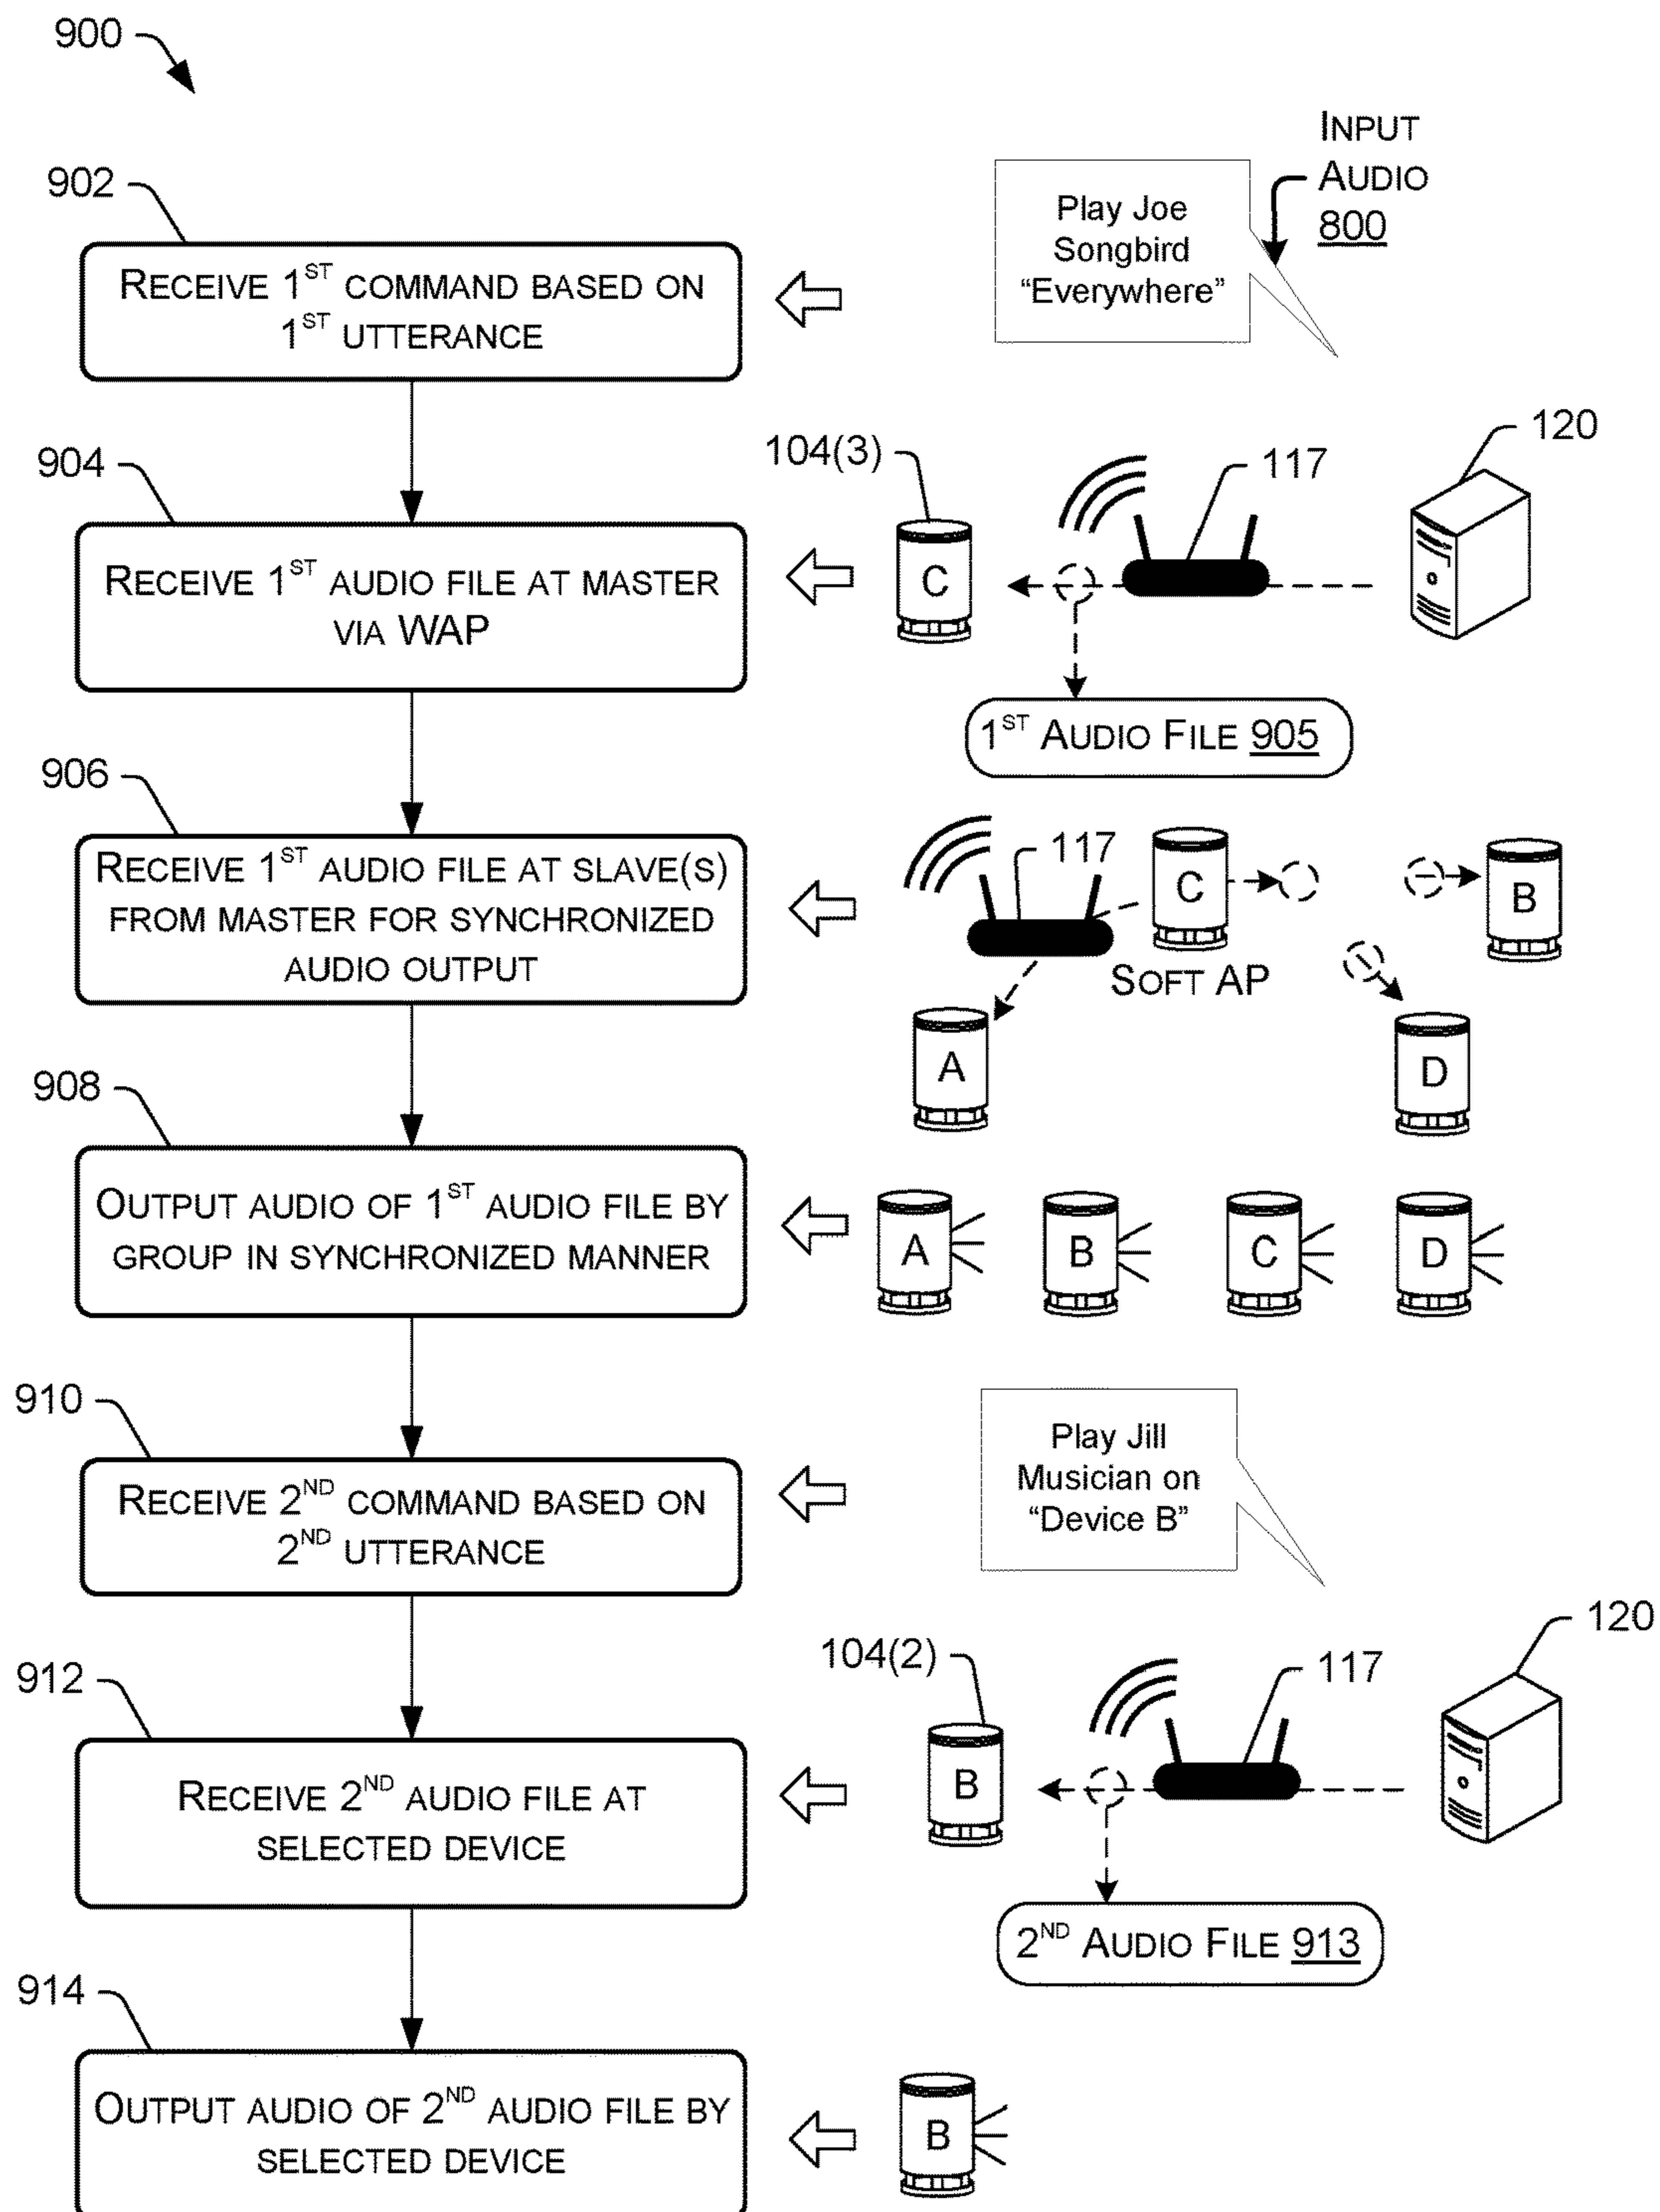 900
INPUT
AUDIO
800
902
Play Joe
Songbird
“Everywhere”
RECEIVE 1ST COMMAND BASED ON
1ST UTTERANCE
904
104(3)
117
120
RECEIVE 1ST AUDIO FILE AT MASTER
VIA WAP
C
1ST AUDIO FILE 905
906
117
RECEIVE 1ST AUDIO FILE AT SLAVE(S)
FROM MASTER FOR SYNCHRONIZED
AUDIO OUTPUT
C
B
SOFT AP
A
D
908
OUTPUT AUDIO OF 1ST AUDIO FILE BY
GROUP IN SYNCHRONIZED MANNER
A
B
C
D
910
Play Jill
Musician on
“Device B”
RECEIVE 2ND COMMAND BASED ON
2ND UTTERANCE
912
104(2)
117
120
RECEIVE 2ND AUDIO FILE AT
SELECTED DEVICE
B
2ND AUDIO FILE 913
914
OUTPUT AUDIO OF 2ND AUDIO FILE BY
SELECTED DEVICE
B